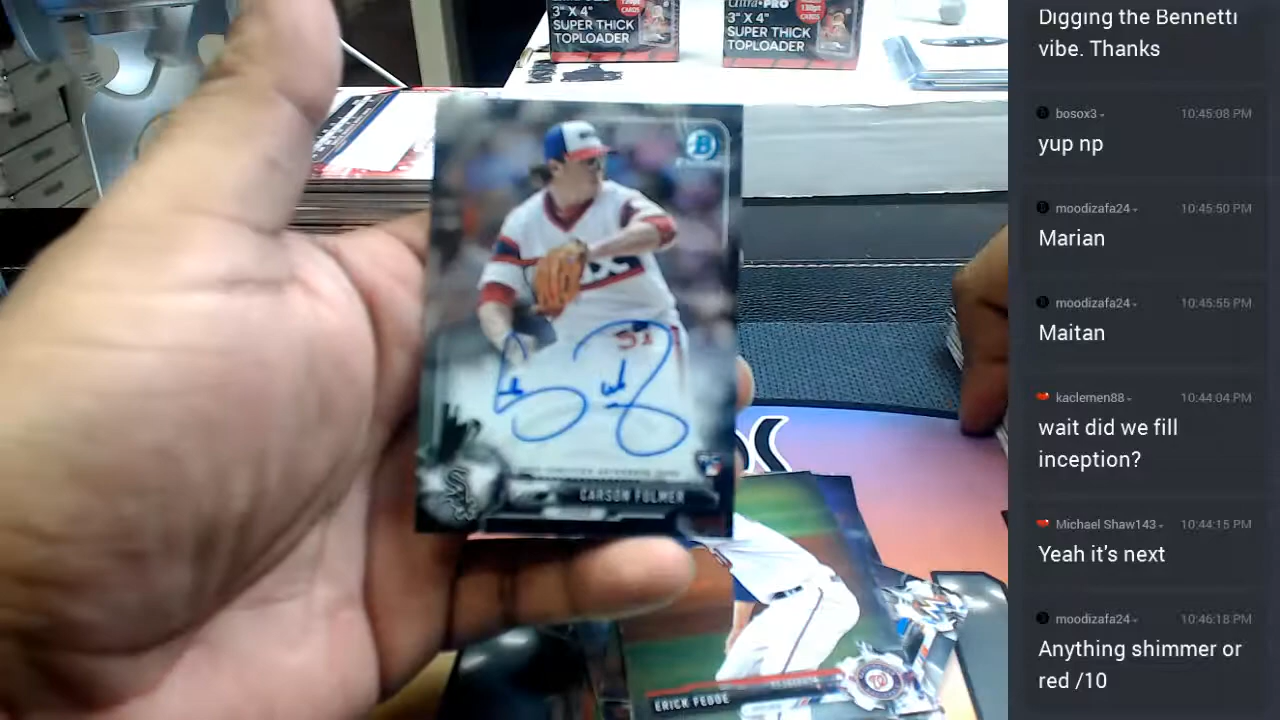 3" X 4"
SUPER THICK
TOPLOADER
130pt
CARDS
3" X 4"
SUPER THICK
TOPLOADER
B
51
CARSON FULMER
ERICK FEDDE
Digging the Bennetti
vibe. Thanks
bosox3
10:45:08 PM
yup np
moodizafa24
10:45:50 PM
Marian
moodizafa24
10:45:55 PM
Maitan
kaclemen88
10:44:04 PM
wait did we fill
inception?
Michael Shaw143
10:44:15 PM
Yeah it's next
moodizafa24
10:46:18 PM
Anything shimmer or
red /10